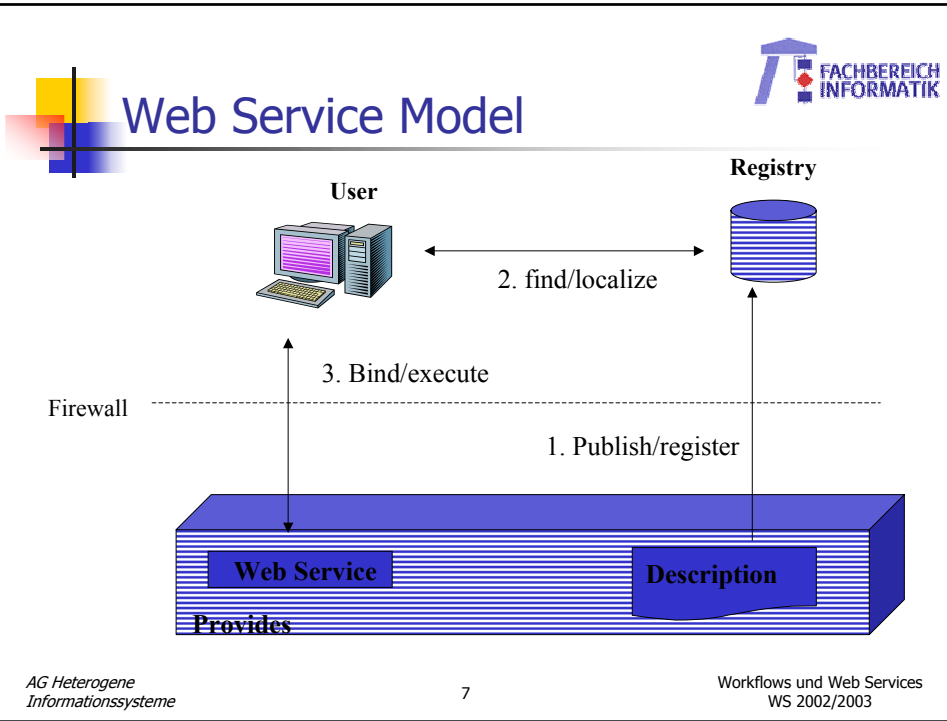 FACHBEREICH
INFORMATIK
Web Service Model
Registry
User
2. find/localize
3. Bind/execute
Firewall
1. Publish/register
Web Service
Description
Provides
AG Heterogene
Informationssysteme
7
Workflows und Web Services
WS 2002/2003